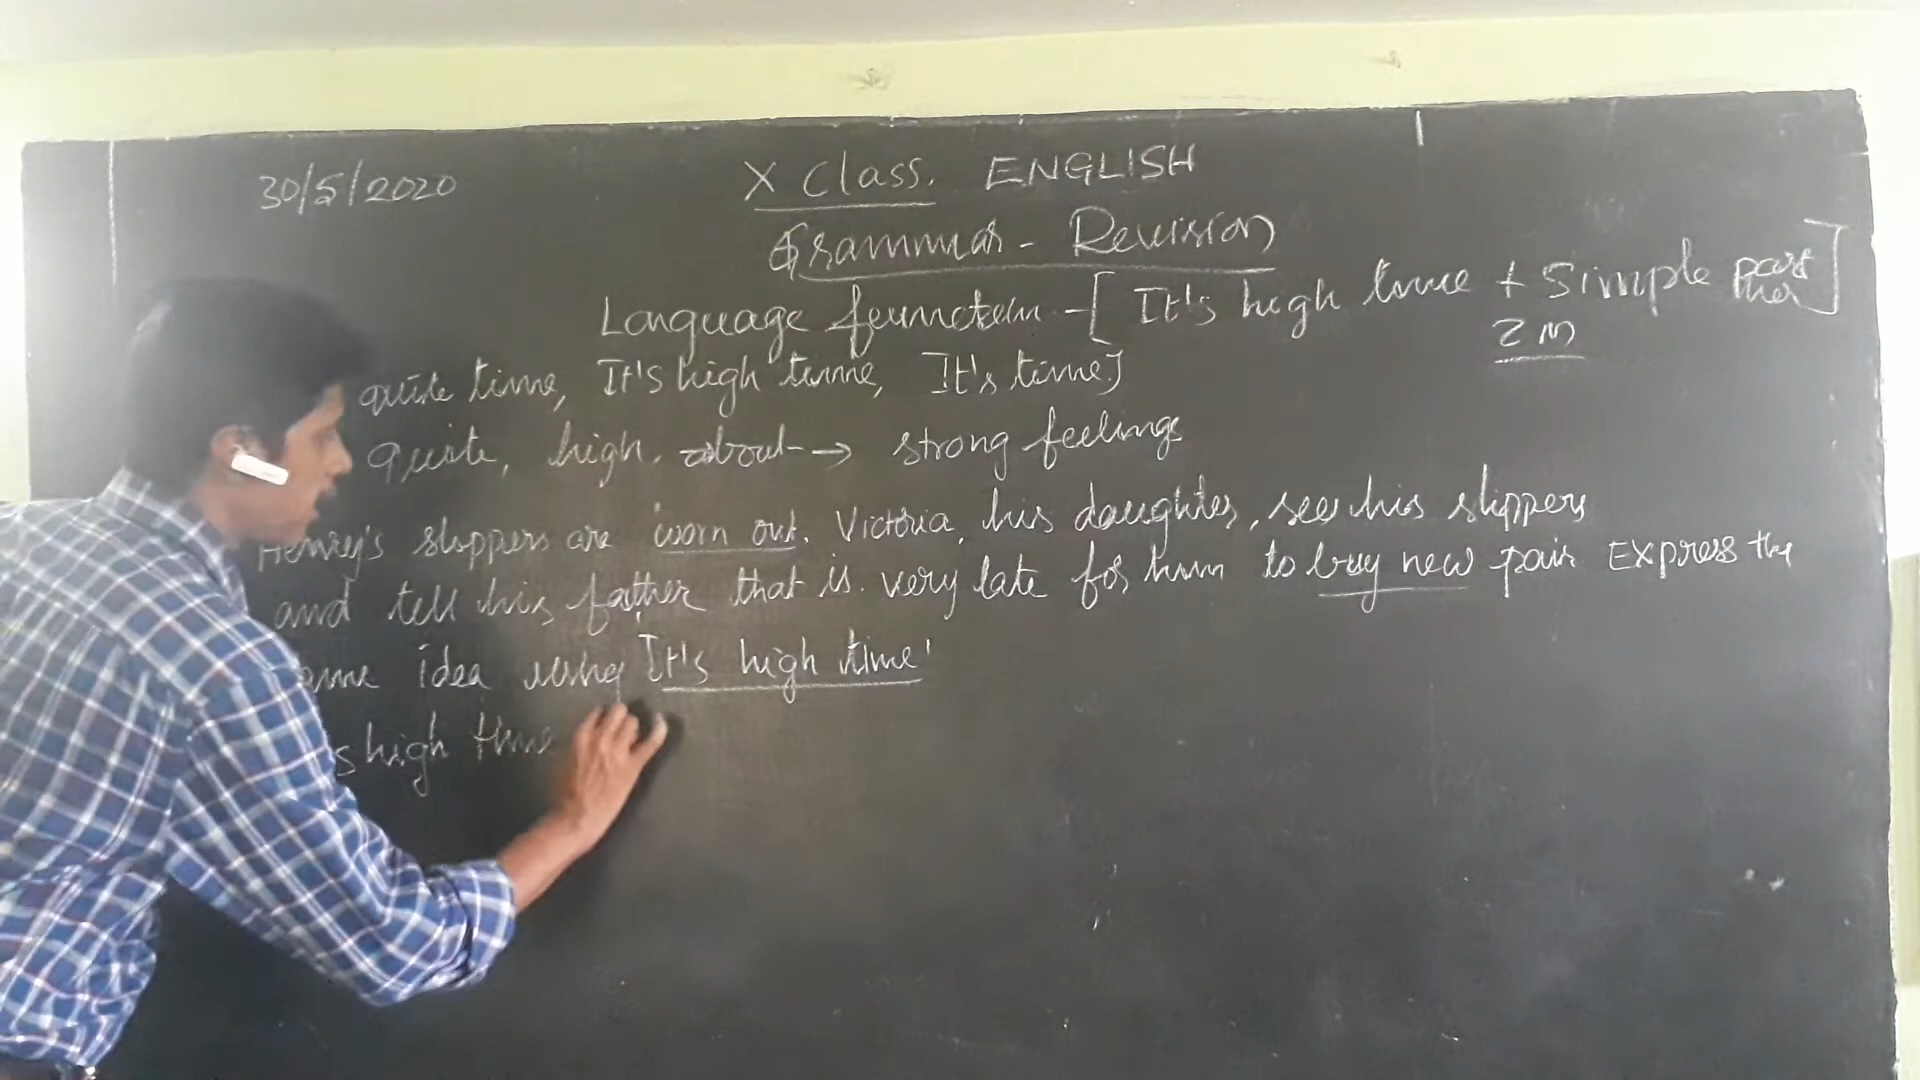 30/5/2020
X Class. ENGLISH
Grammar - Revision
Language function - [ It's high time + Simple past
2 m
quite time, It's high time, It's time]
quite, high, about → strong feelings
Henry's slippers are worn out. Victoria, his daughter, see his slippers
and tell his father that is very late for him to buy new pair Express the
idea using It's high time'
s high time